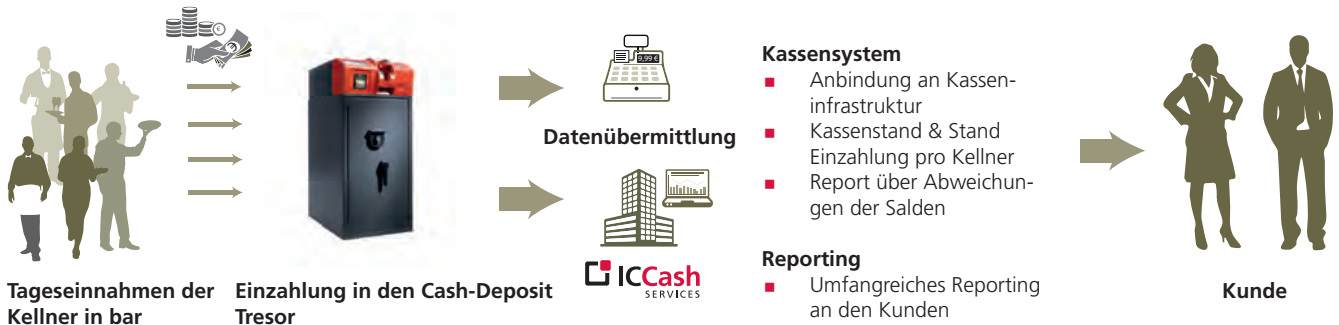 Tageseinnahmen der
Kellner in bar
Einzahlung in den Cash-Deposit
Tresor
9,99 €
Datenübermittlung
ICCash
SERVICES
Kassensystem
Anbindung an Kassen-
infrastruktur
Kassenstand & Stand
Einzahlung pro Kellner
Report über Abweichun-
gen der Salden
Reporting
Umfangreiches Reporting
an den Kunden
Kunde